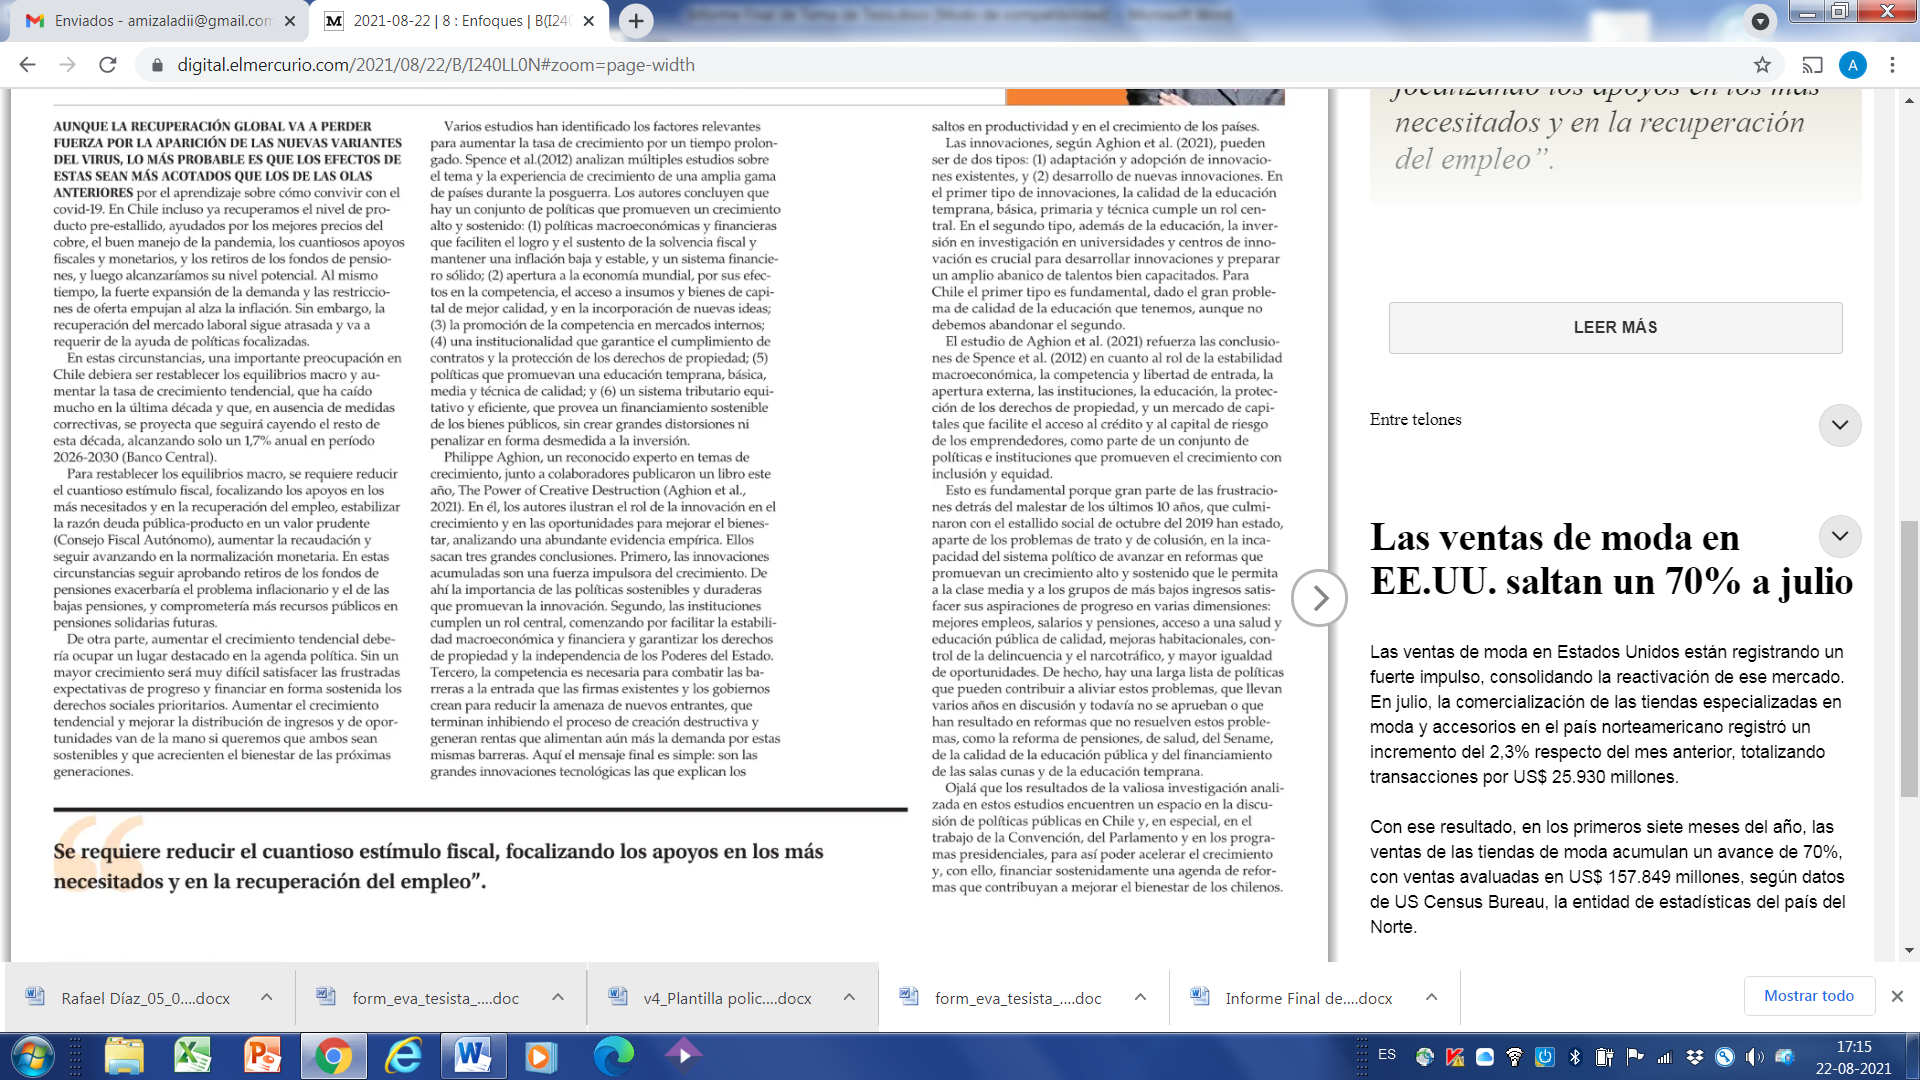 Enviados - amizaladii@gmail.com
2021-08-22 | 8 : Enfoques | B(I24
digital.elmercurio.com/2021/08/22/B/I240LL0N#zoom=page-width
A
AUNQUE LA RECUPERACIÓN GLOBAL VA A PERDER
FUERZA POR LA APARICIÓN DE LAS NUEVAS VARIANTES
DEL VIRUS, LO MÁS PROBABLE ES QUE LOS EFECTOS DE
ESTAS SEAN MÁS ACOTADOS QUE LOS DE LAS OLAS
ANTERIORES por el aprendizaje sobre cómo convivir con el
covid-19. En Chile incluso ya recuperamos el nivel de pro-
ducto pre-estallido, ayudados por los mejores precios del
cobre, el buen manejo de la pandemia, los cuantiosos apoyos
fiscales y monetarios, y los retiros de los fondos de pensio-
nes, y luego alcanzaríamos su nivel potencial. Al mismo
tiempo, la fuerte expansión de la demanda y las restriccio-
nes de oferta empujan al alza la inflación. Sin embargo, la
recuperación del mercado laboral sigue atrasada y va a
requerir de la ayuda de políticas focalizadas.
En estas circunstancias, una importante preocupación en
Chile debiera ser restablecer los equilibrios macro y au-
mentar la tasa de crecimiento tendencial, que ha caído
mucho en la última década y que, en ausencia de medidas
correctivas, se proyecta que seguirá cayendo el resto de
esta década, alcanzando solo un 1,7% anual en período
2026-2030 (Banco Central).
Para restablecer los equilibrios macro, se requiere reducir
el cuantioso estímulo fiscal, focalizando los apoyos en los
más necesitados y en la recuperación del empleo, estabilizar
la razón deuda pública-producto en un valor prudente
(Consejo Fiscal Autónomo), aumentar la recaudación y
seguir avanzando en la normalización monetaria. En estas
circunstancias seguir aprobando retiros de los fondos de
pensiones exacerbaría el problema inflacionario y el de las
bajas pensiones, y comprometería más recursos públicos en
pensiones solidarias futuras.
De otra parte, aumentar el crecimiento tendencial debe-
ría ocupar un lugar destacado en la agenda política. Sin un
mayor crecimiento será muy difícil satisfacer las frustradas
expectativas de progreso y financiar en forma sostenida los
derechos sociales prioritarios. Aumentar el crecimiento
tendencial y mejorar la distribución de ingresos y de opor-
tunidades van de la mano si queremos que ambos sean
sostenibles y que acrecienten el bienestar de las próximas
generaciones.
Varios estudios han identificado los factores relevantes
para aumentar la tasa de crecimiento por un tiempo prolon-
gado. Spence et al.(2012) analizan múltiples estudios sobre
el tema y la experiencia de crecimiento de una amplia gama
de países durante la posguerra. Los autores concluyen que
hay un conjunto de políticas que promueven un crecimiento
alto y sostenido: (1) políticas macroeconómicas y financieras
que faciliten el logro y el sustento de la solvencia fiscal y
mantener una inflación baja y estable, y un sistema financie-
ro sólido; (2) apertura a la economía mundial, por sus efec-
tos en la competencia, el acceso a insumos y bienes de capi-
tal de mejor calidad, y en la incorporación de nuevas ideas;
(3) la promoción de la competencia en mercados internos;
(4) una institucionalidad que garantice el cumplimiento de
contratos y la protección de los derechos de propiedad; (5)
políticas que promuevan una educación temprana, básica,
media y técnica de calidad; y (6) un sistema tributario equi-
tativo y eficiente, que provea un financiamiento sostenible
de los bienes públicos, sin crear grandes distorsiones ni
penalizar en forma desmedida a la inversión.
Philippe Aghion, un reconocido experto en temas de
crecimiento, junto a colaboradores publicaron un libro este
año, The Power of Creative Destruction (Aghion et al.,
2021). En él, los autores ilustran el rol de la innovación en el
crecimiento y en las oportunidades para mejorar el bienes-
tar, analizando una abundante evidencia empírica. Ellos
sacan tres grandes conclusiones. Primero, las innovaciones
acumuladas son una fuerza impulsora del crecimiento. De
ahí la importancia de las políticas sostenibles y duraderas
que promuevan la innovación. Segundo, las instituciones
cumplen un rol central, comenzando por facilitar la estabili-
dad macroeconómica y financiera y garantizar los derechos
de propiedad y la independencia de los Poderes del Estado.
Tercero, la competencia es necesaria para combatir las ba-
rreras a la entrada que las firmas existentes y los gobiernos
crean para reducir la amenaza de nuevos entrantes, que
terminan inhibiendo el proceso de creación destructiva y
generan rentas que alimentan aún más la demanda por estas
mismas barreras. Aquí el mensaje final es simple: son las
grandes innovaciones tecnológicas las que explican los
saltos en productividad y en el crecimiento de los países.
Las innovaciones, según Aghion et al. (2021), pueden
ser de dos tipos: (1) adaptación y adopción de innovacio-
nes existentes, y (2) desarrollo de nuevas innovaciones. En
el primer tipo de innovaciones, la calidad de la educación
temprana, básica, primaria y técnica cumple un rol cen-
tral. En el segundo tipo, además de la educación, la inver-
sión en investigación en universidades y centros de inno-
vación es crucial para desarrollar innovaciones y preparar
un amplio abanico de talentos bien capacitados. Para
Chile el primer tipo es fundamental, dado el gran proble-
ma de calidad de la educación que tenemos, aunque no
debemos abandonar el segundo.
El estudio de Aghion et al. (2021) refuerza las conclusio-
nes de Spence et al. (2012) en cuanto al rol de la estabilidad
macroeconómica, la competencia y libertad de entrada, la
apertura externa, las instituciones, la educación, la protec-
ción de los derechos de propiedad, y un mercado de capi-
tales que facilite el acceso al crédito y al capital de riesgo
de los emprendedores, como parte de un conjunto de
políticas e instituciones que promueven el crecimiento con
inclusión y equidad.
Esto es fundamental porque gran parte de las frustracio-
nes detrás del malestar de los últimos 10 años, que culmi-
naron con el estallido social de octubre del 2019 han estado,
aparte de los problemas de trato y de colusión, en la inca-
pacidad del sistema político de avanzar en reformas que
promuevan un crecimiento alto y sostenido que le permita
a la clase media y a los grupos de más bajos ingresos satis-
facer sus aspiraciones de progreso en varias dimensiones:
mejores empleos, salarios y pensiones, acceso a una salud y
educación pública de calidad, mejoras habitacionales, con-
trol de la delincuencia y el narcotráfico, y mayor igualdad
de oportunidades. De hecho, hay una larga lista de políticas
que pueden contribuir a aliviar estos problemas, que llevan
varios años en discusión y todavía no se aprueban o que
han resultado en reformas que no resuelven estos proble-
mas, como la reforma de pensiones, de salud, del Sename,
de la calidad de la educación pública y del financiamiento
de las salas cunas y de la educación temprana.
Ojalá que los resultados de la valiosa investigación anali-
zada en estos estudios encuentren un espacio en la discu-
sión de políticas públicas en Chile y, en especial, en el
trabajo de la Convención, del Parlamento y en los progra-
mas presidenciales, para así poder acelerar el crecimiento
y, con ello, financiar sostenidamente una agenda de refor-
mas que contribuyan a mejorar el bienestar de los chilenos.
Se requiere reducir el cuantioso estímulo fiscal, focalizando los apoyos en los más
necesitados y en la recuperación del empleo”.
focalizando los apoyos en los más
necesitados y en la recuperación
del empleo”.
LEER MÁS
Entre telones
Las ventas de moda en
EE.UU. saltan un 70% a julio
Las ventas de moda en Estados Unidos están registrando un
fuerte impulso, consolidando la reactivación de ese mercado.
En julio, la comercialización de las tiendas especializadas en
moda y accesorios en el país norteamericano registró un
incremento del 2,3% respecto del mes anterior, totalizando
transacciones por US$ 25.930 millones.
Con ese resultado, en los primeros siete meses del año, las
ventas de las tiendas de moda acumulan un avance de 70%,
con ventas avaluadas en US$ 157.849 millones, según datos
de US Census Bureau, la entidad de estadísticas del país del
Norte.
Rafael Díaz_05_0....docx
form_eva_tesista_....doc
v4_Plantilla polic....docx
form_eva_tesista_....doc
Informe Final de....docx
Mostrar todo
ES
17:15
22-08-2021